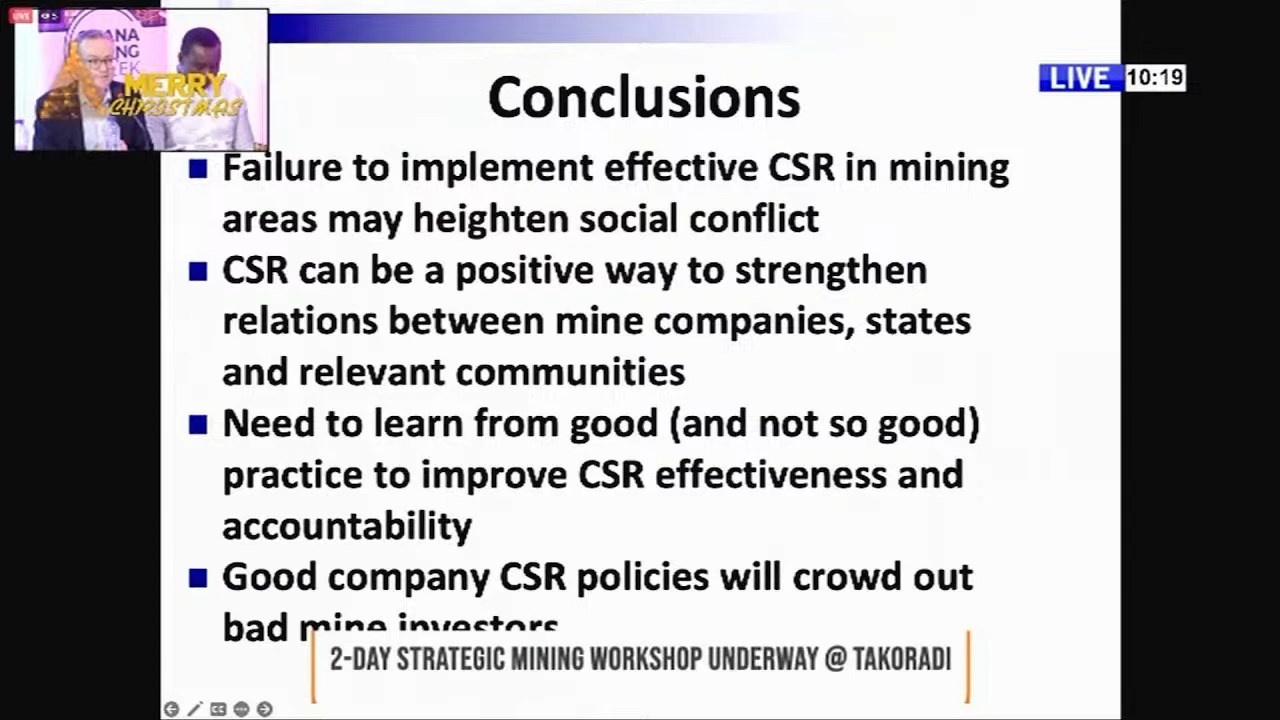 LIVE
5
MERRY
CHRISTMAS
LIVE 10:19
Conclusions
Failure to implement effective CSR in mining
areas may heighten social conflict
CSR can be a positive way to strengthen
relations between mine companies, states
and relevant communities
Need to learn from good (and not so good)
practice to improve CSR effectiveness and
accountability
Good company CSR policies will crowd out
bad mine investors
2-DAY STRATEGIC MINING WORKSHOP UNDERWAY @ TAKORADI